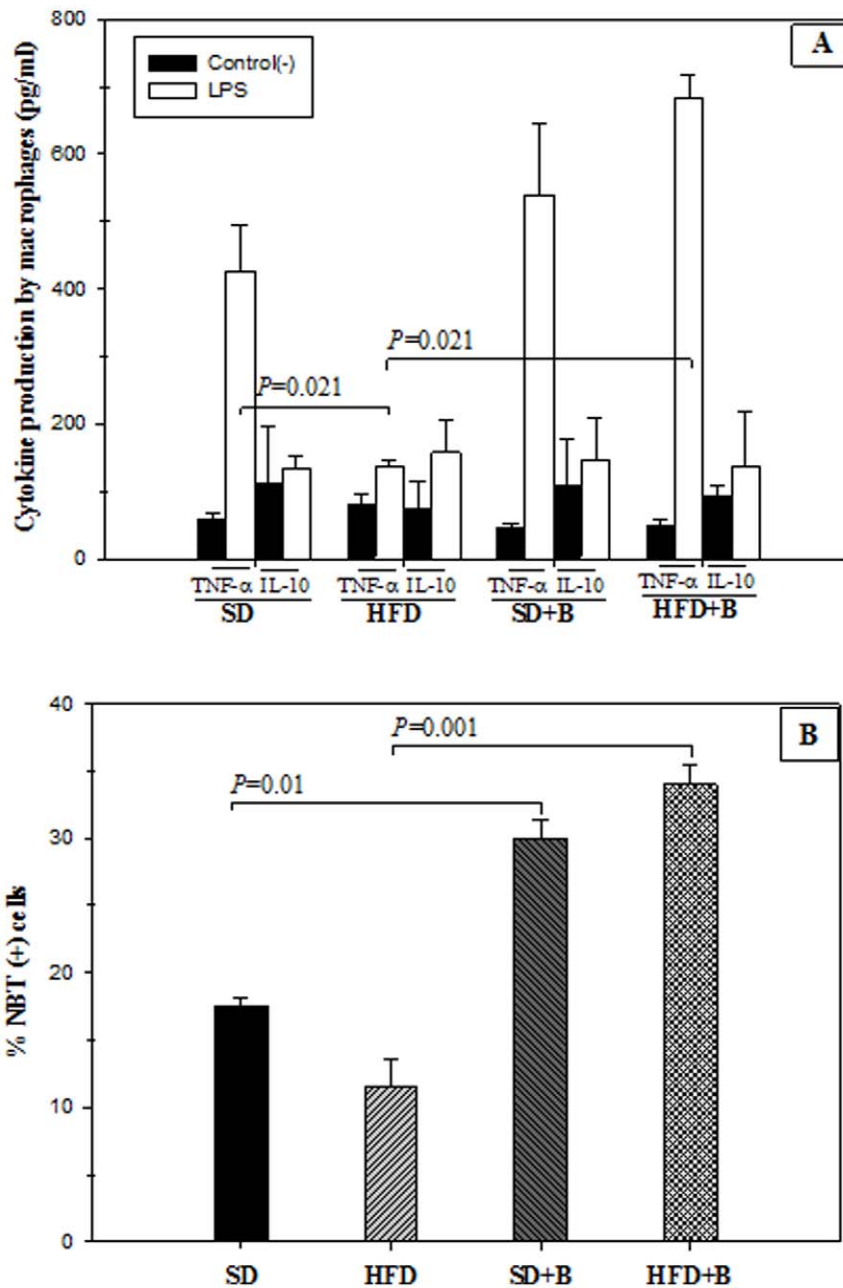 800
A
Control(-)
LPS
600
400
200
0
Cytokine production by macrophages (pg/ml)
P=0.021
P=0.021
TNF-α IL-10 TNF-α IL-10 TNF-α IL-10 TNF-α IL-10
SD HFD SD+B HFD+B
40
B
30
20
10
0
% NBT (+) cells
P=0.001
P=0.01
SD HFD SD+B HFD+B